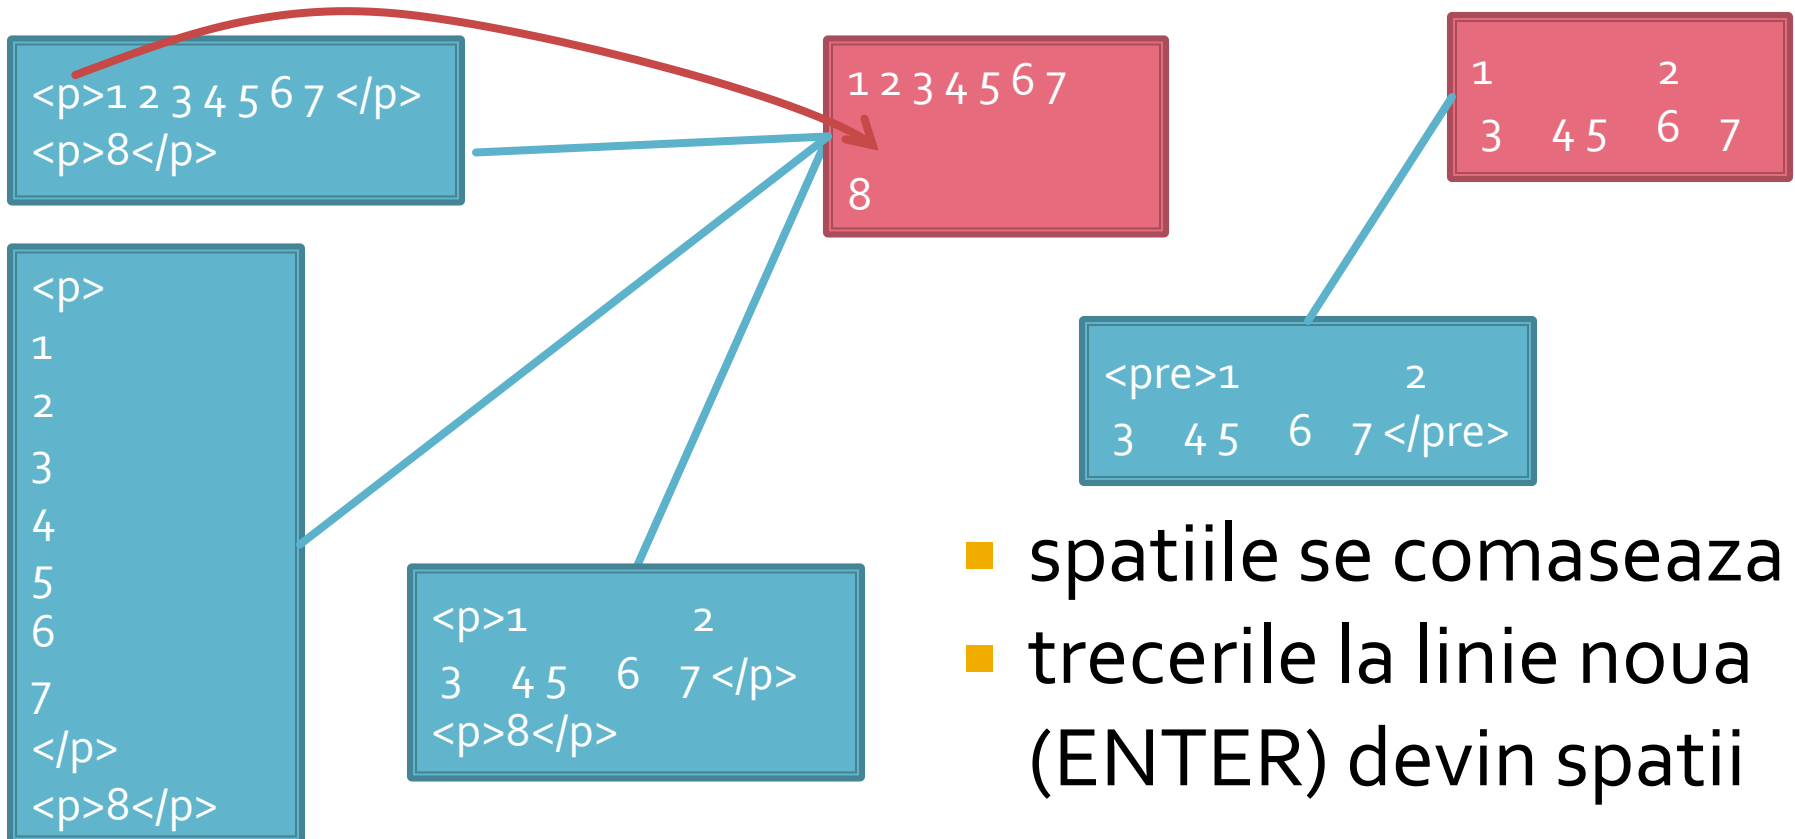 <p>1 2 3 4 5 6 7 </p>
<p>8</p>
1 2 3 4 5 6 7
8
1 2
3 4 5 6 7
<p>
1
2
3
4
5
6
7
</p>
<p>8</p>
<p>1 2
3 4 5 6 7 </p>
<p>8</p>
<pre>1 2
3 4 5 6 7 </pre>
spatiile se comaseaza
trecerile la linie noua
(ENTER) devin spatii